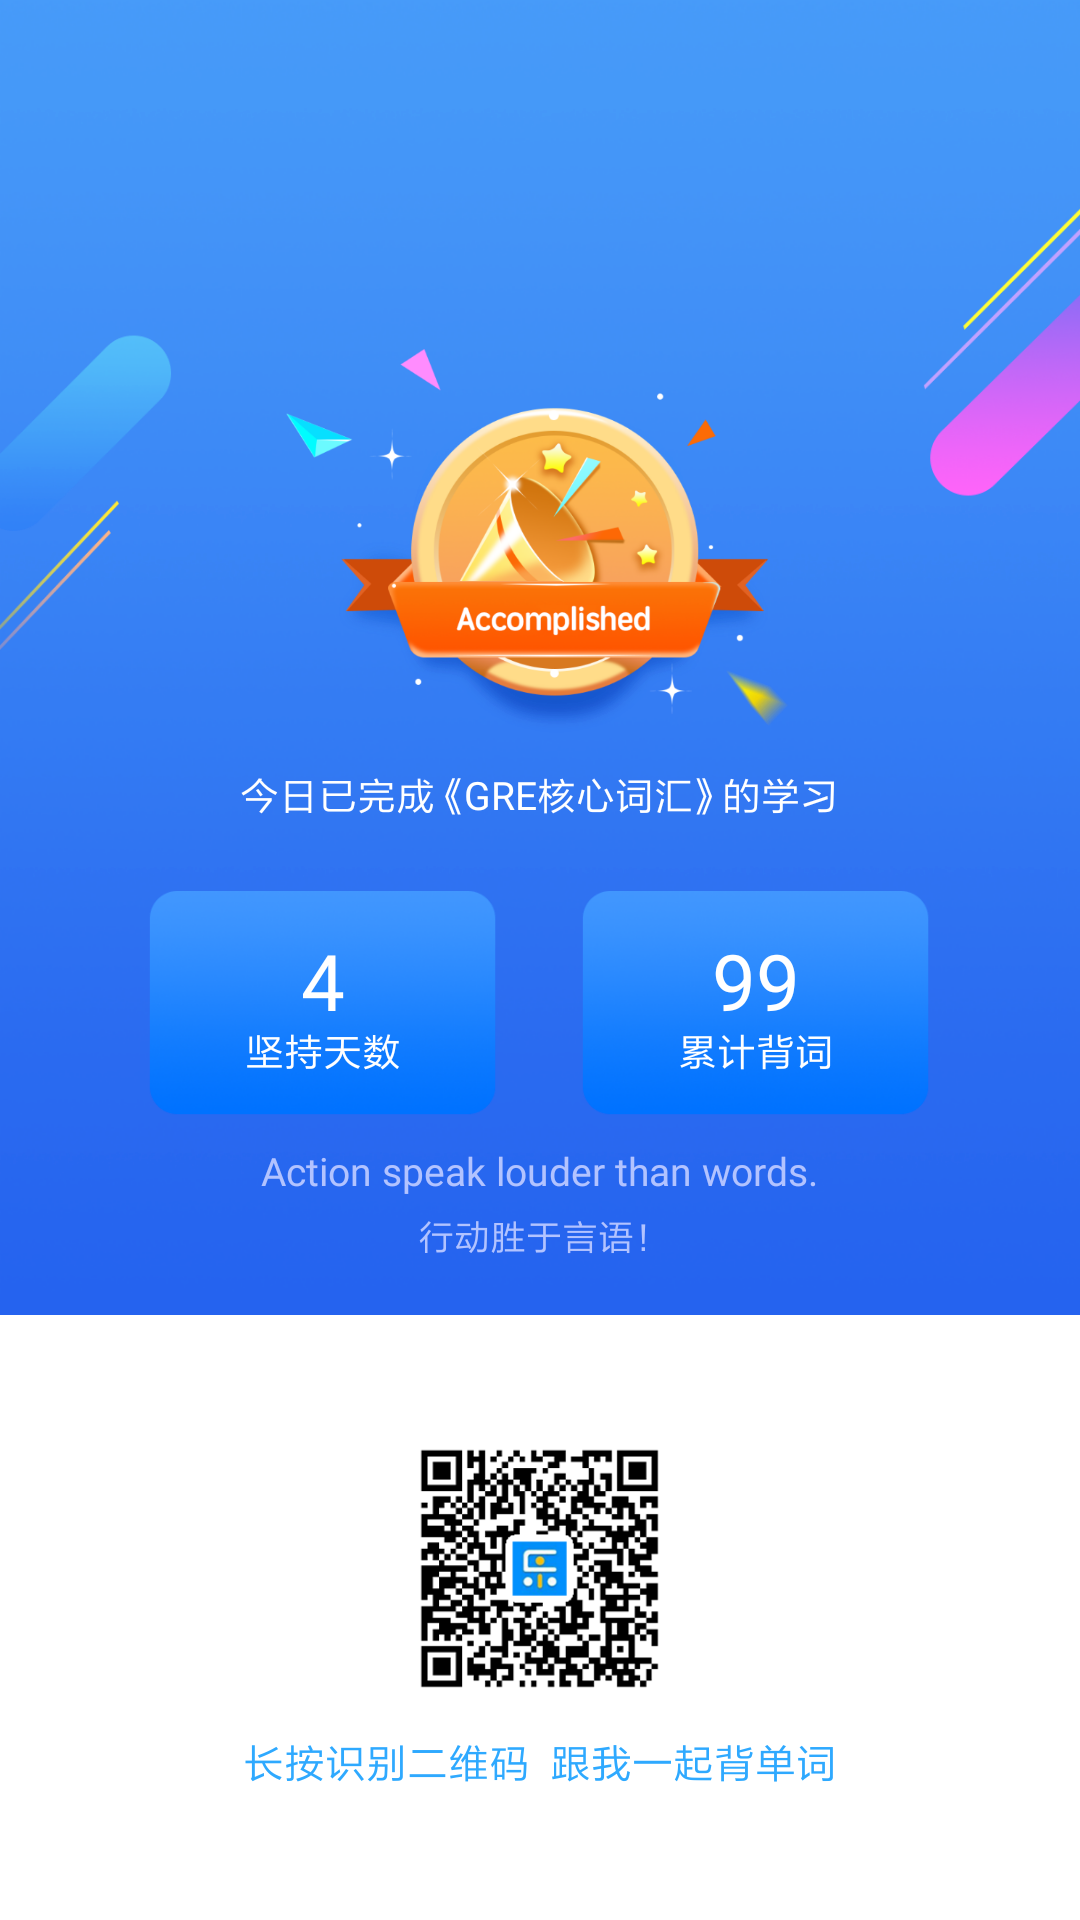 Accomplished
今日已完成《GRE核心词汇》的学习
4
坚持天数
99
累计背词
Action speak louder than words.
行动胜于言语！
长按识别二维码 跟我一起背单词